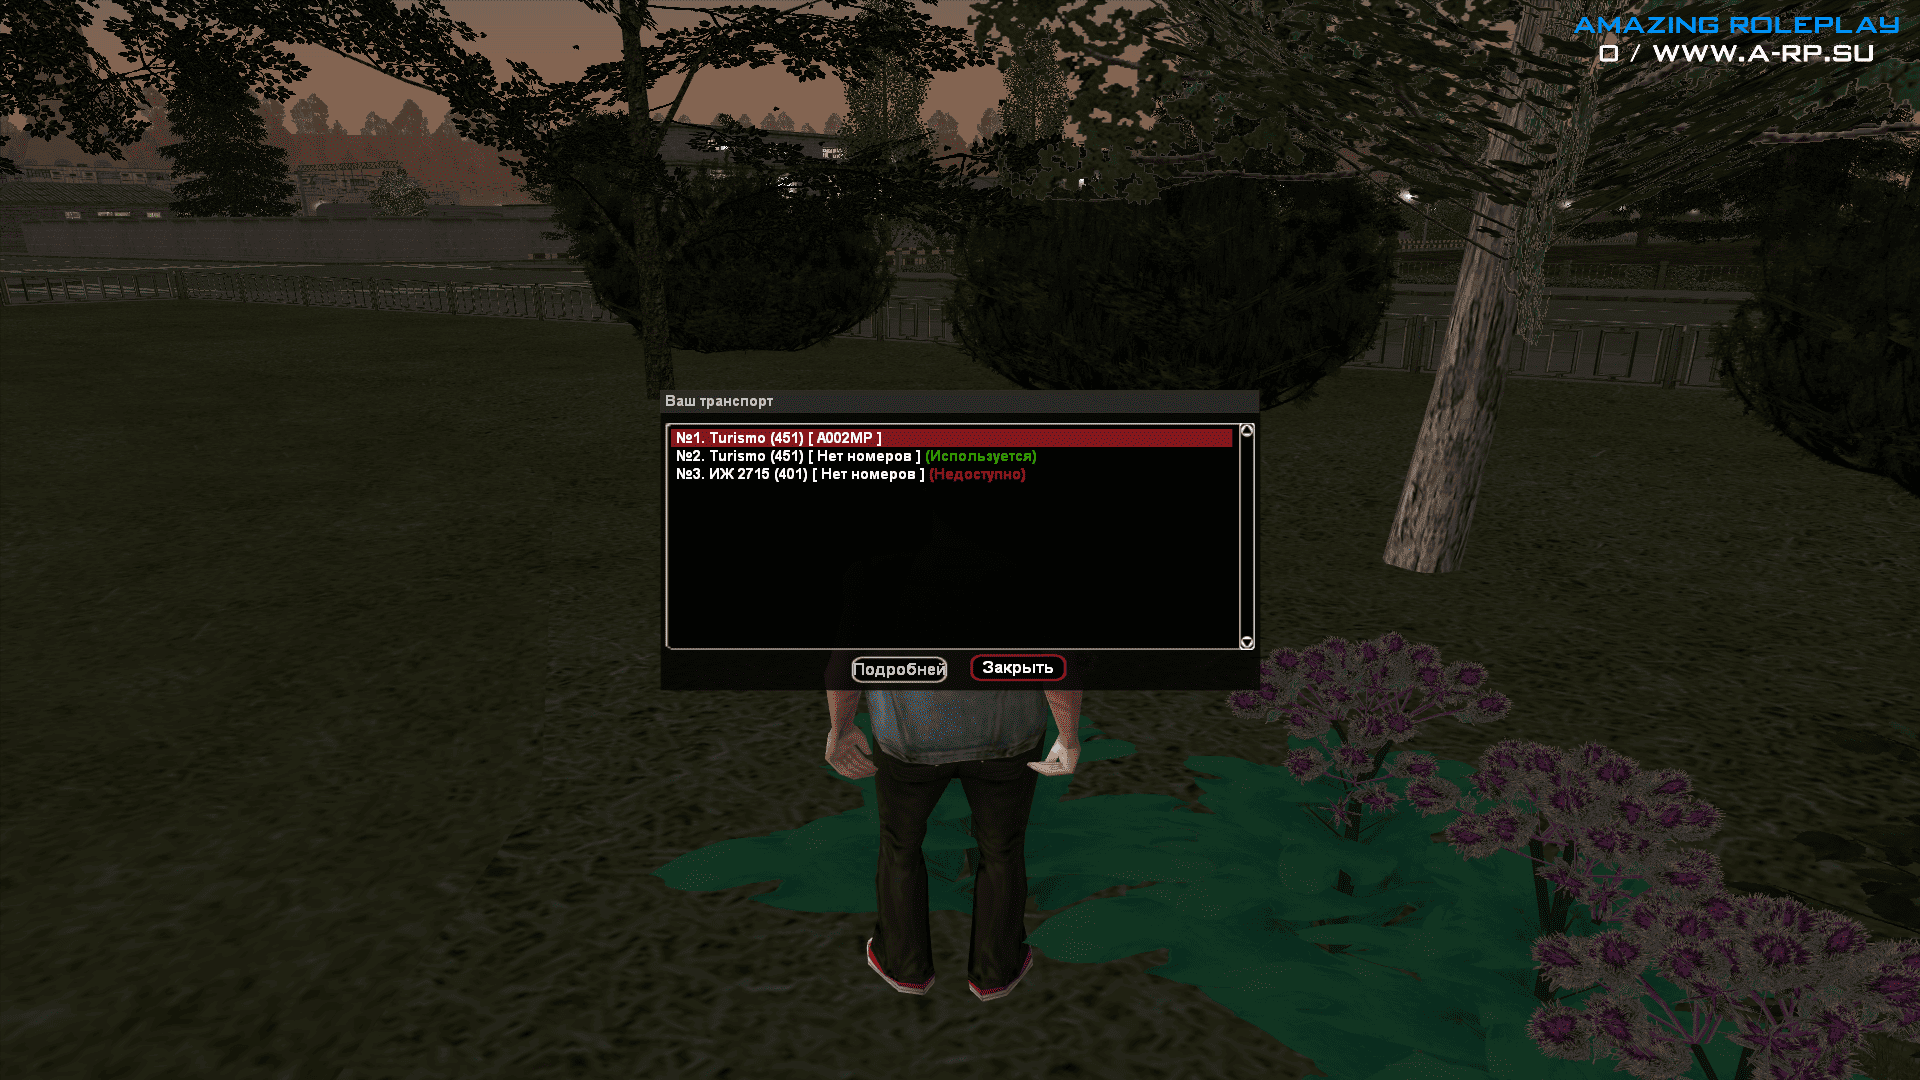 AMAZING ROLEPLAY
0 / WWW.A-RP.SU
Ваш транспорт
№1. Turismo (451) [ A002MP ]
№2. Turismo (451) [ Нет номеров ] (Используется)
№3. ИЖ 2715 (401) [ Нет номеров ] (Недоступно)
Подробней
Закрыть